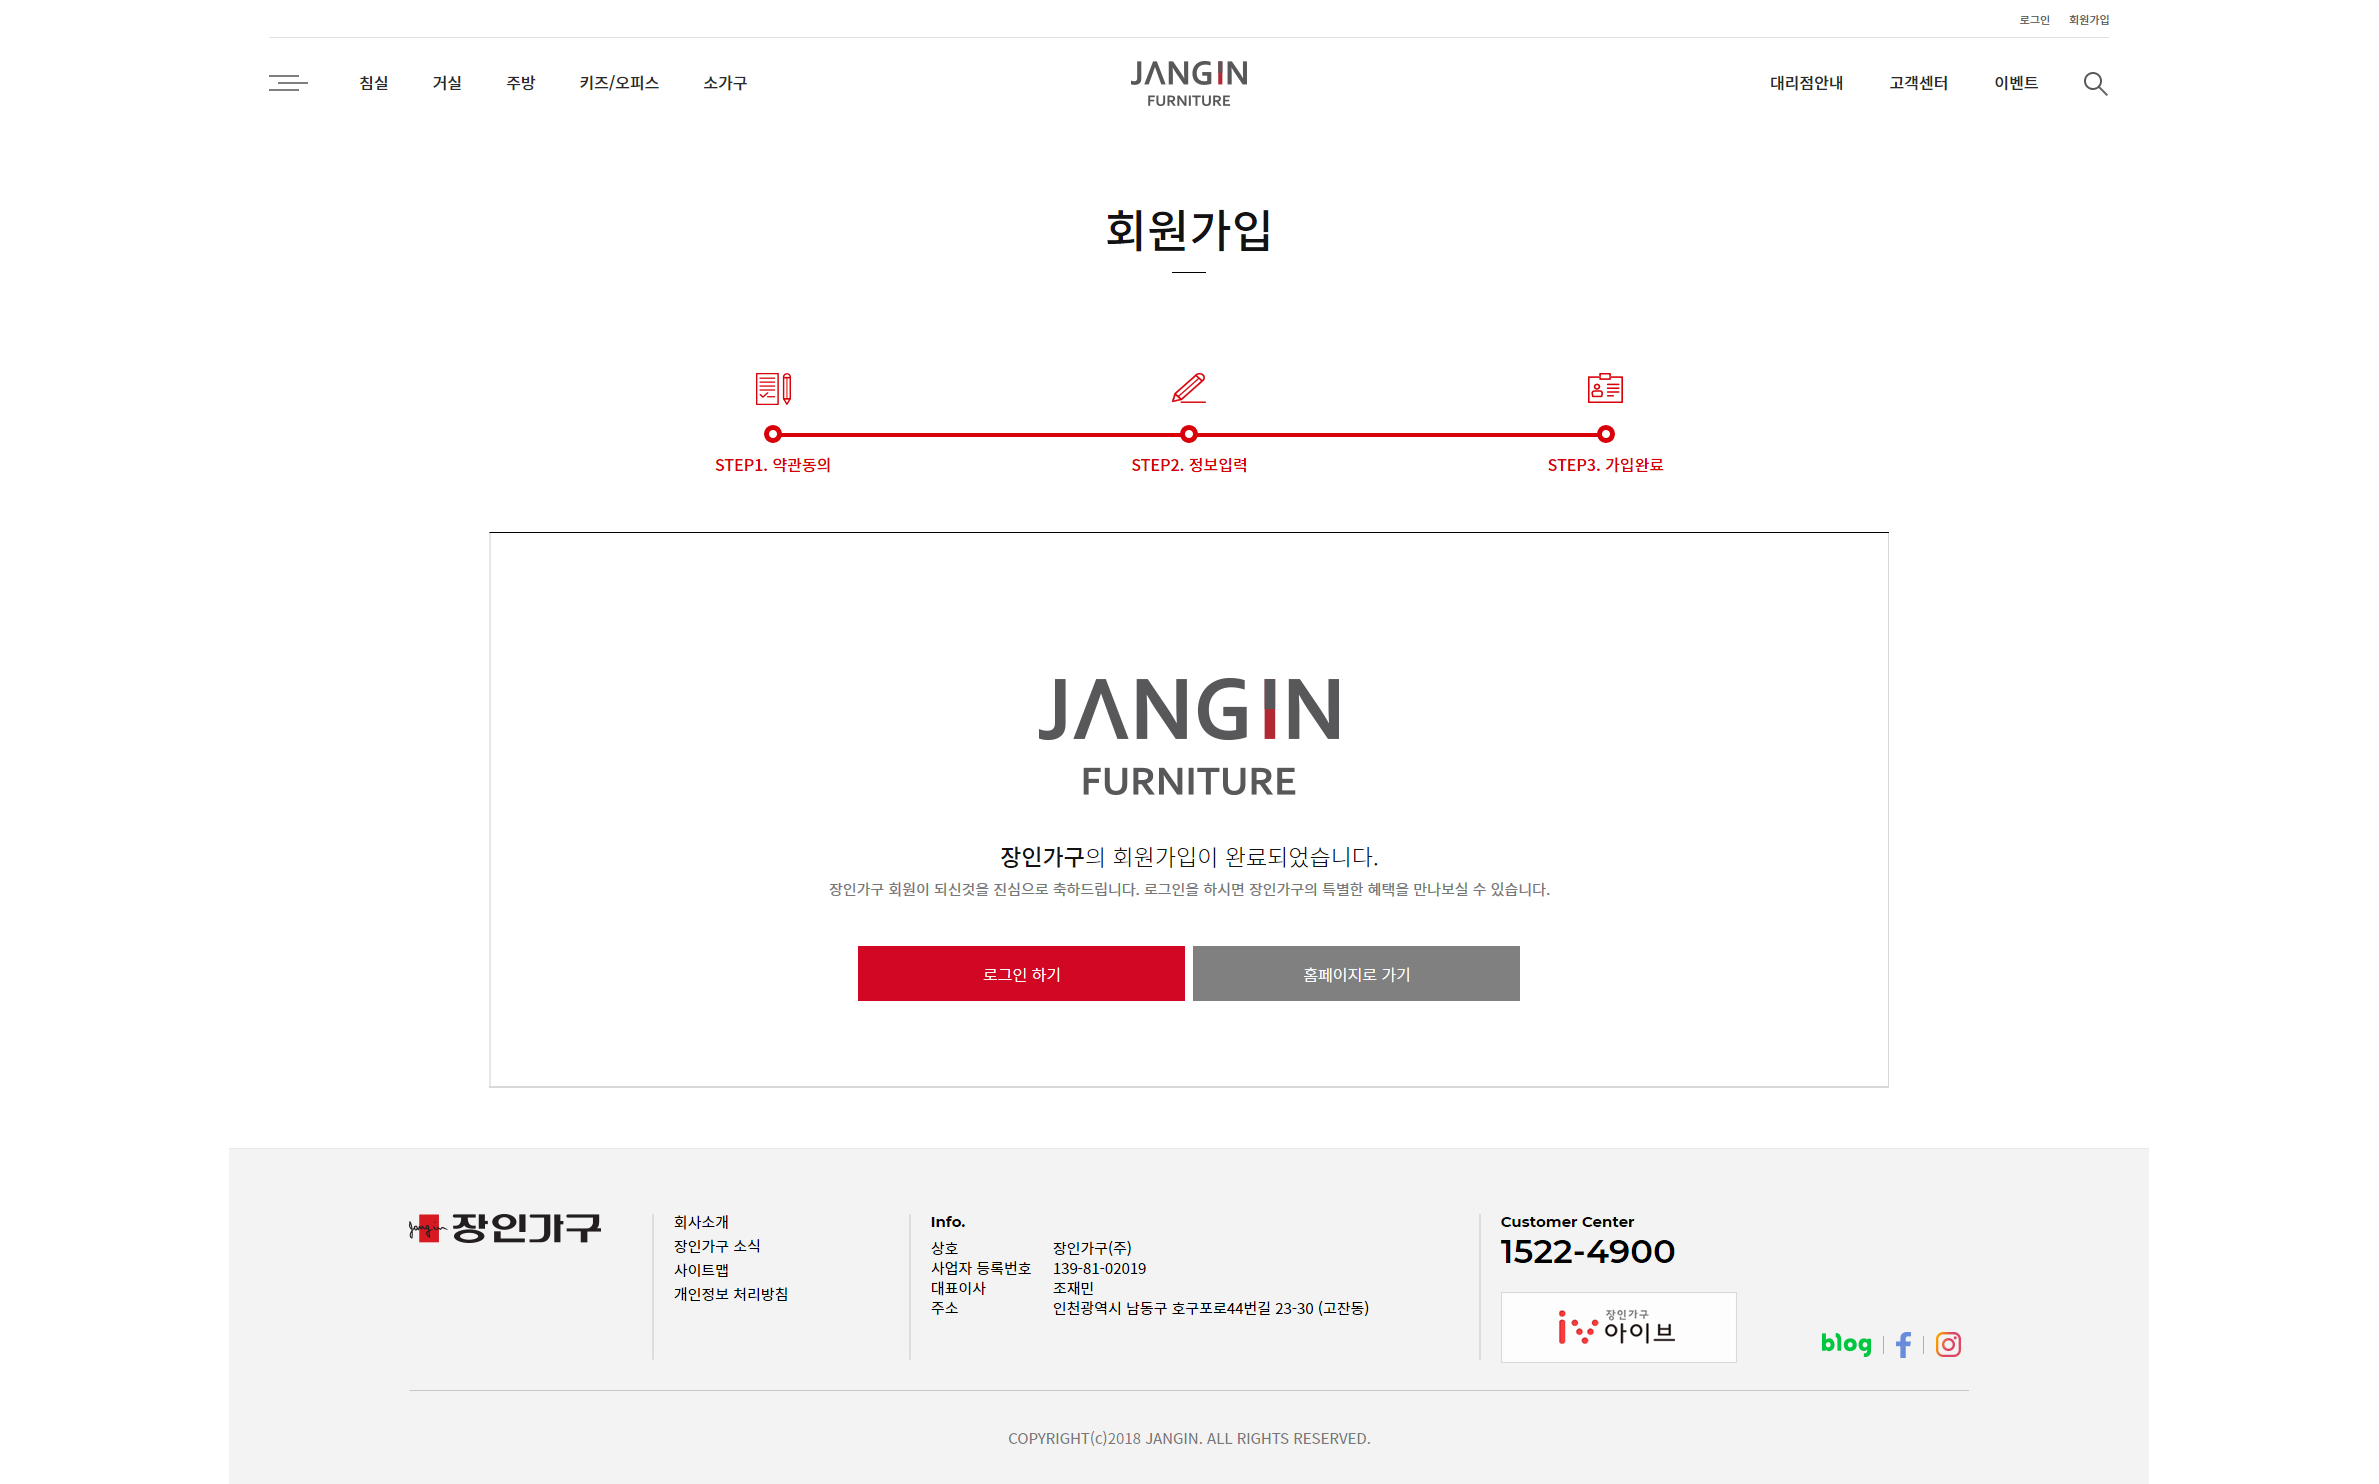 로그인 회원가입
침실 거실 주방 키즈/오피스 소가구
JANGIN
FURNITURE
대리점안내 고객센터 이벤트
회원가입
STEP1. 약관동의
STEP2. 정보입력
STEP3. 가입완료
JANGIN
FURNITURE
장인가구의 회원가입이 완료되었습니다.
장인가구 회원이 되신것을 진심으로 축하드립니다. 로그인을 하시면 장인가구의 특별한 혜택을 만나보실 수 있습니다.
로그인 하기
홈페이지로 가기
jangin 장인가구
회사소개
장인가구 소식
사이트맵
개인정보 처리방침
Info.
상호 장인가구(주)
사업자 등록번호 139-81-02019
대표이사 조재민
주소 인천광역시 남동구 호구포로44번길 23-30 (고잔동)
Customer Center
1522-4900
iv 장인가구
아이브
blog
COPYRIGHT(c)2018 JANGIN. ALL RIGHTS RESERVED.